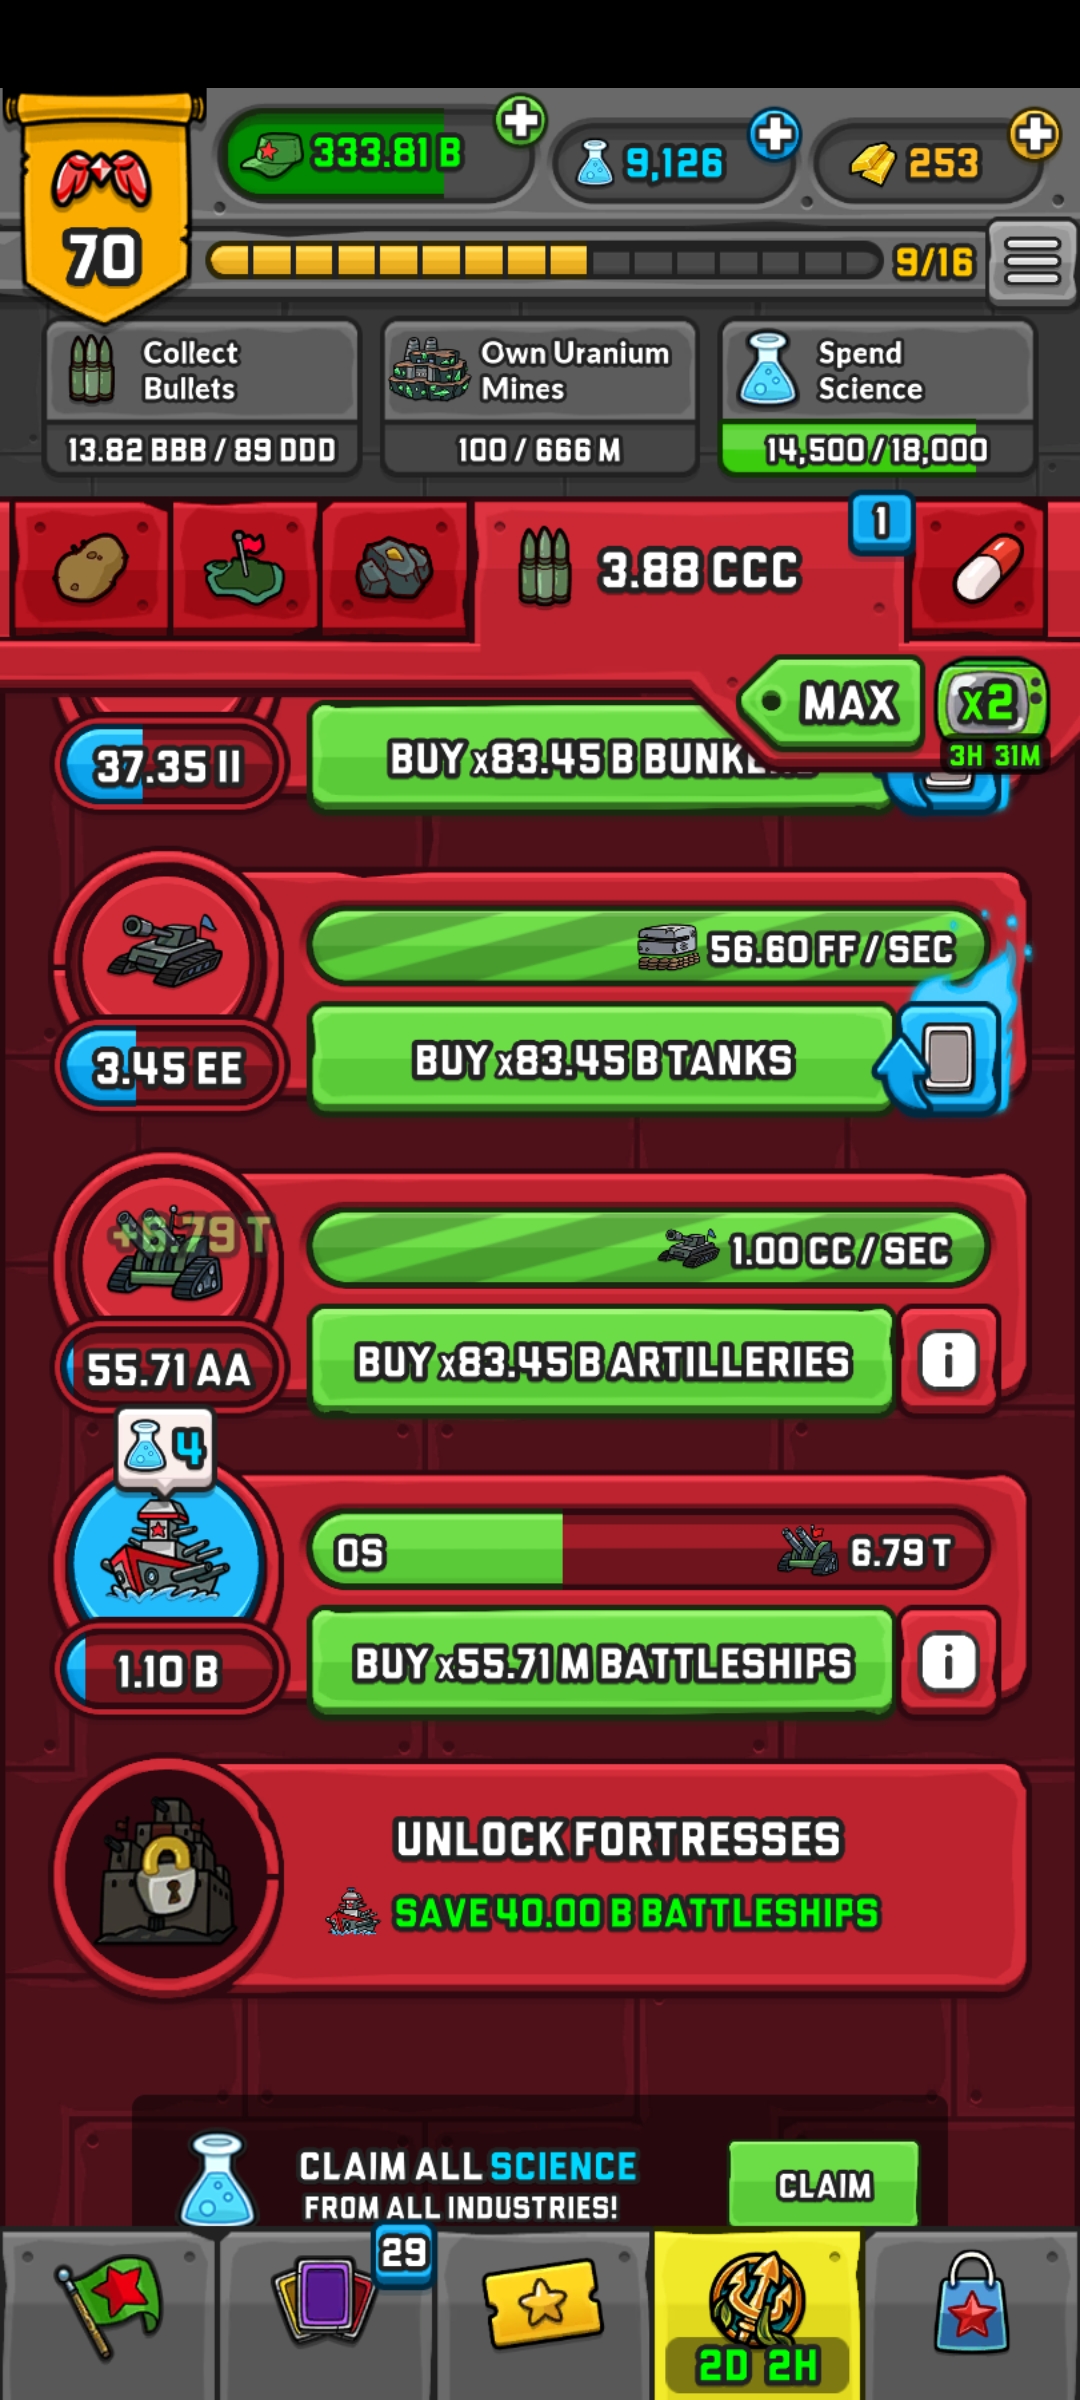 333.81 B
9,126
253
70
9/16
Collect
Bullets
13.82 BBB / 89 DDD
Own Uranium
Mines
100 / 666 M
Spend
Science
14,500/18,000
1
3.88 CCC
MAX
x2
3H 31M
37.35 II
BUY x83.45 B
56.60 FF / SEC
3.45 EE
BUY x83.45 B TANKS
+6.79 T
1.00 CC / SEC
55.71 AA
BUY x83.45 B ARTILLERIES
i
4
0S
6.79 T
1.10 B
BUY x55.71 M BATTLESHIPS
i
UNLOCK FORTRESSES
SAVE 40.00 B BATTLESHIPS
CLAIM ALL SCIENCE
FROM ALL INDUSTRIES!
CLAIM
29
2D 2H